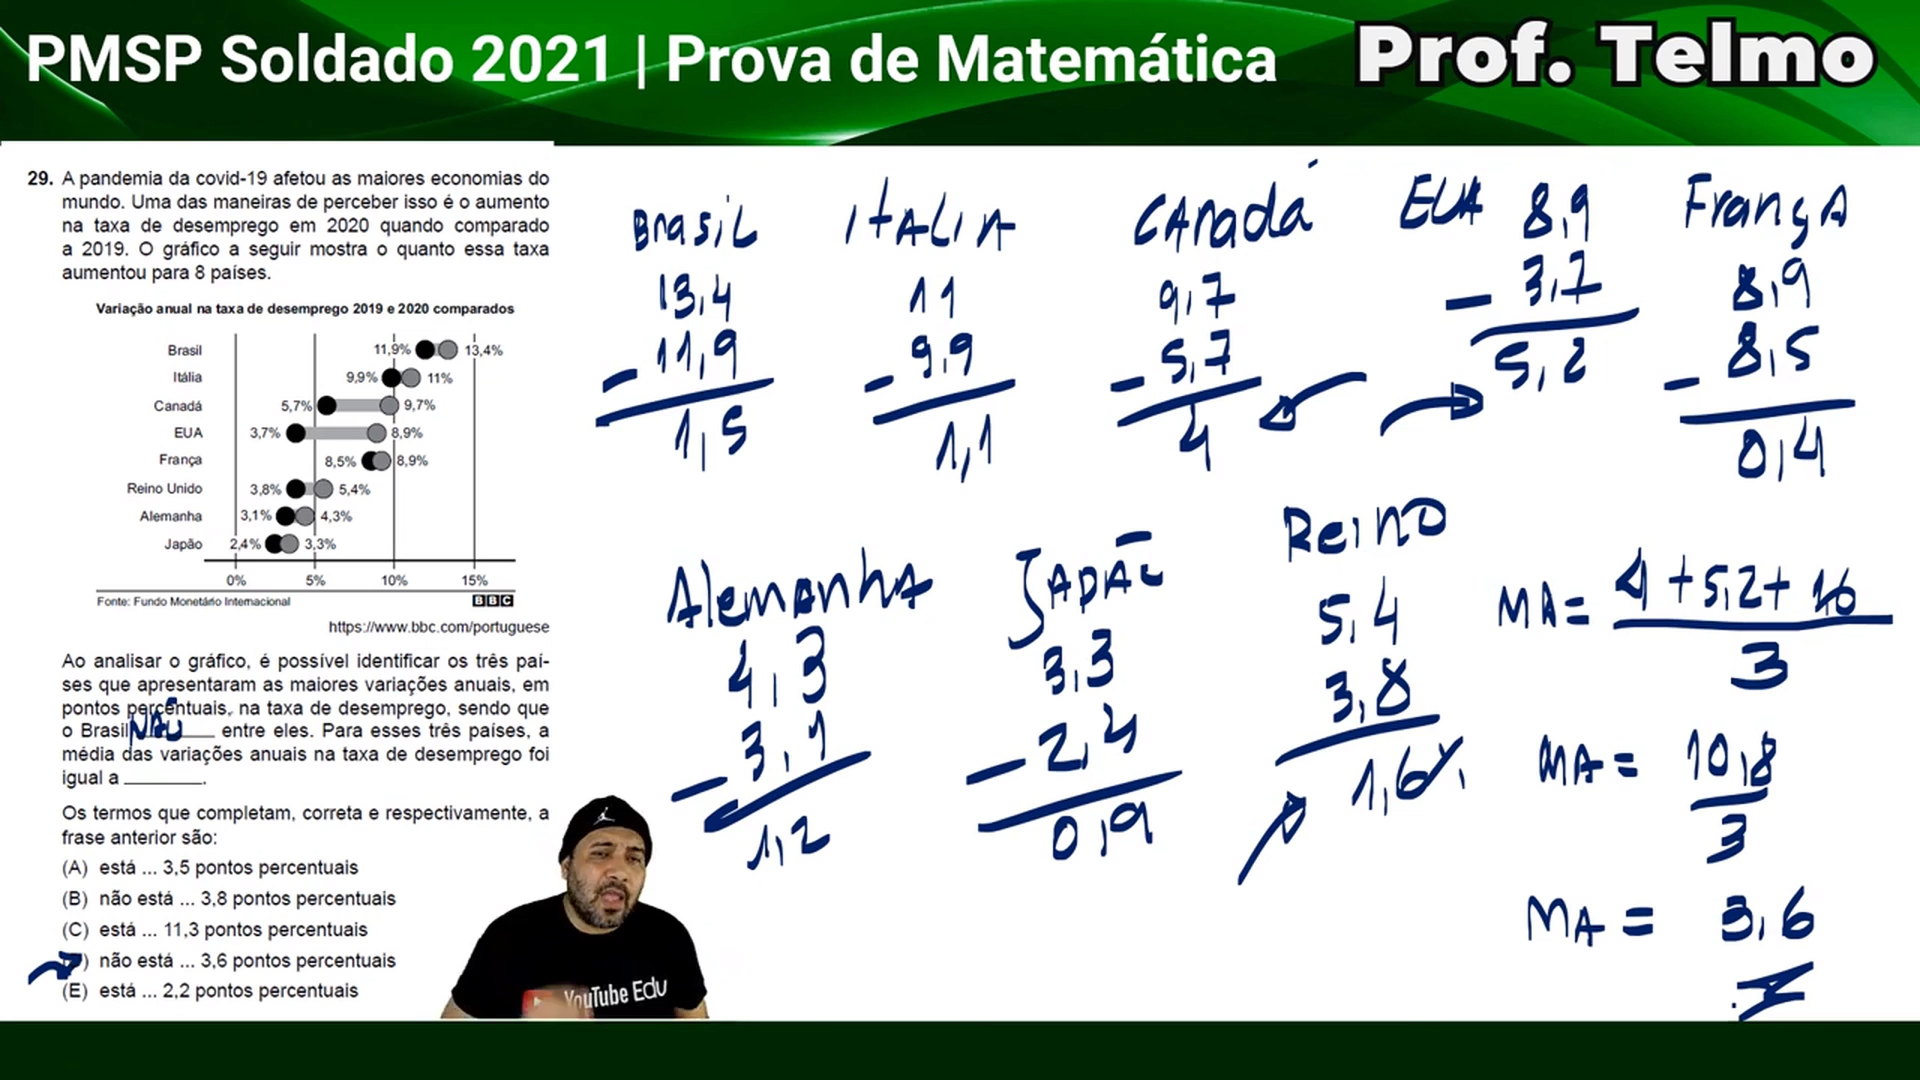 PMSP Soldado 2021 | Prova de Matemática
Prof. Telmo
29. A pandemia da covid-19 afetou as maiores economias do
mundo. Uma das maneiras de perceber isso é o aumento
na taxa de desemprego em 2020 quando comparado
a 2019. O gráfico a seguir mostra o quanto essa taxa
aumentou para 8 países.
Variação anual na taxa de desemprego 2019 e 2020 comparados
Brasil 11,9% 13,4%
Itália 9,9% 11%
Canadá 5,7% 9,7%
EUA 3,7% 8,9%
França 8,5% 8,9%
Reino Unido 3,8% 5,4%
Alemanha 3,1% 4,3%
Japão 2,4% 3,3%
0% 5% 10% 15%
Fonte: Fundo Monetário Internacional BBC
https://www.bbc.com/portuguese
Ao analisar o gráfico, é possível identificar os três paí-
ses que apresentaram as maiores variações anuais, em
pontos percentuais, na taxa de desemprego, sendo que
o Brasil NÃO ____ entre eles. Para esses três países, a
média das variações anuais na taxa de desemprego foi
igual a ________.
Os termos que completam, correta e respectivamente, a
frase anterior são:
(A) está ... 3,5 pontos percentuais
(B) não está ... 3,8 pontos percentuais
(C) está ... 11,3 pontos percentuais
) não está ... 3,6 pontos percentuais
(E) está ... 2,2 pontos percentuais
Brasil
13,4
- 11,9
1,5
ITALIA
11
- 9,9
1,1
CAnadá
9,7
- 5,7
4
EUA 8,9
- 3,7
5,2
FrançA
8,9
- 8,5
0,4
AlemAnhA
4,3
- 3,1
1,2
JAPÃO
3,3
- 2,4
0,9
Reino
5,4
3,8
1,6%
MA= 4 + 5,2 + 1,6
3
MA= 10,8
3
MA = 3,6
YouTube Edu